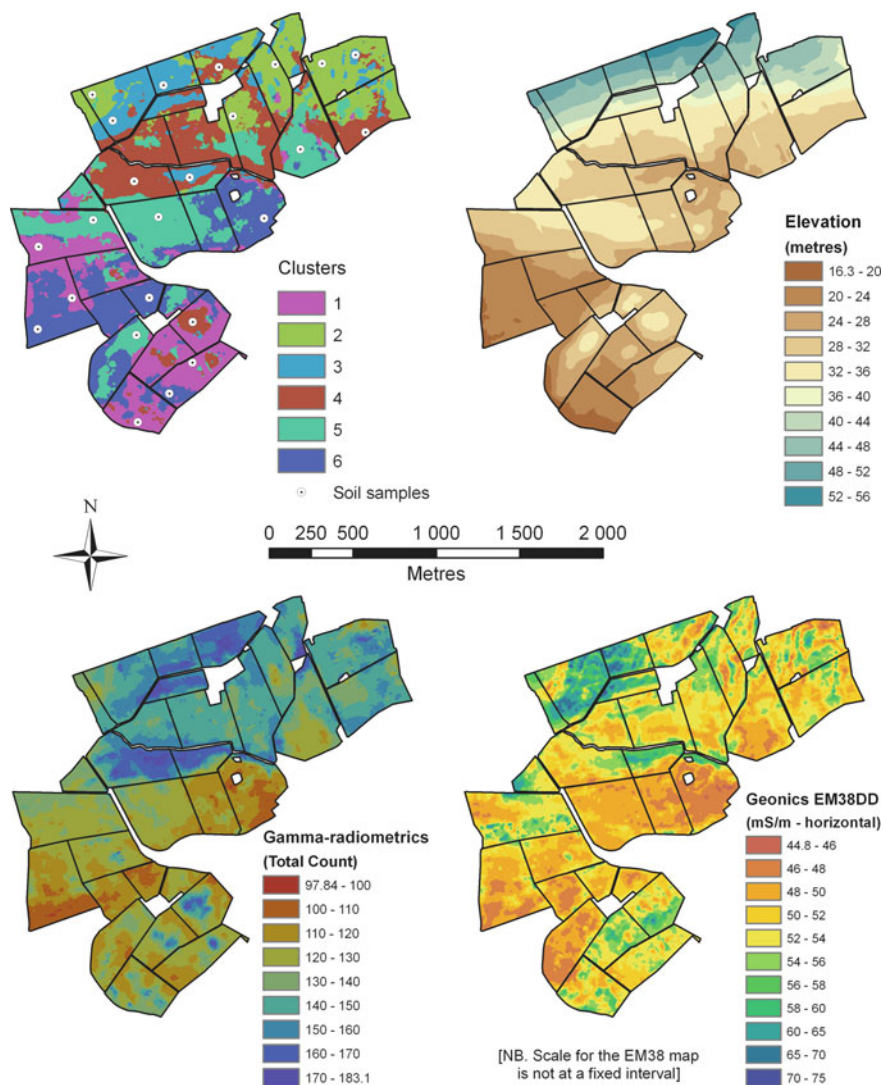 Clusters
1
2
3
4
5
6
Soil samples
Elevation
(metres)
16.3 - 20
20 - 24
24 - 28
28 - 32
32 - 36
36 - 40
40 - 44
44 - 48
48 - 52
52 - 56
N
0 250 500 1 000 1 500 2 000
Metres
Gamma-radiometrics
(Total Count)
97.84 - 100
100 - 110
110 - 120
120 - 130
130 - 140
140 - 150
150 - 160
160 - 170
170 - 183.1
Geonics EM38DD
(mS/m - horizontal)
44.8 - 46
46 - 48
48 - 50
50 - 52
52 - 54
54 - 56
56 - 58
58 - 60
60 - 65
65 - 70
70 - 75
[NB. Scale for the EM38 map
is not at a fixed interval]